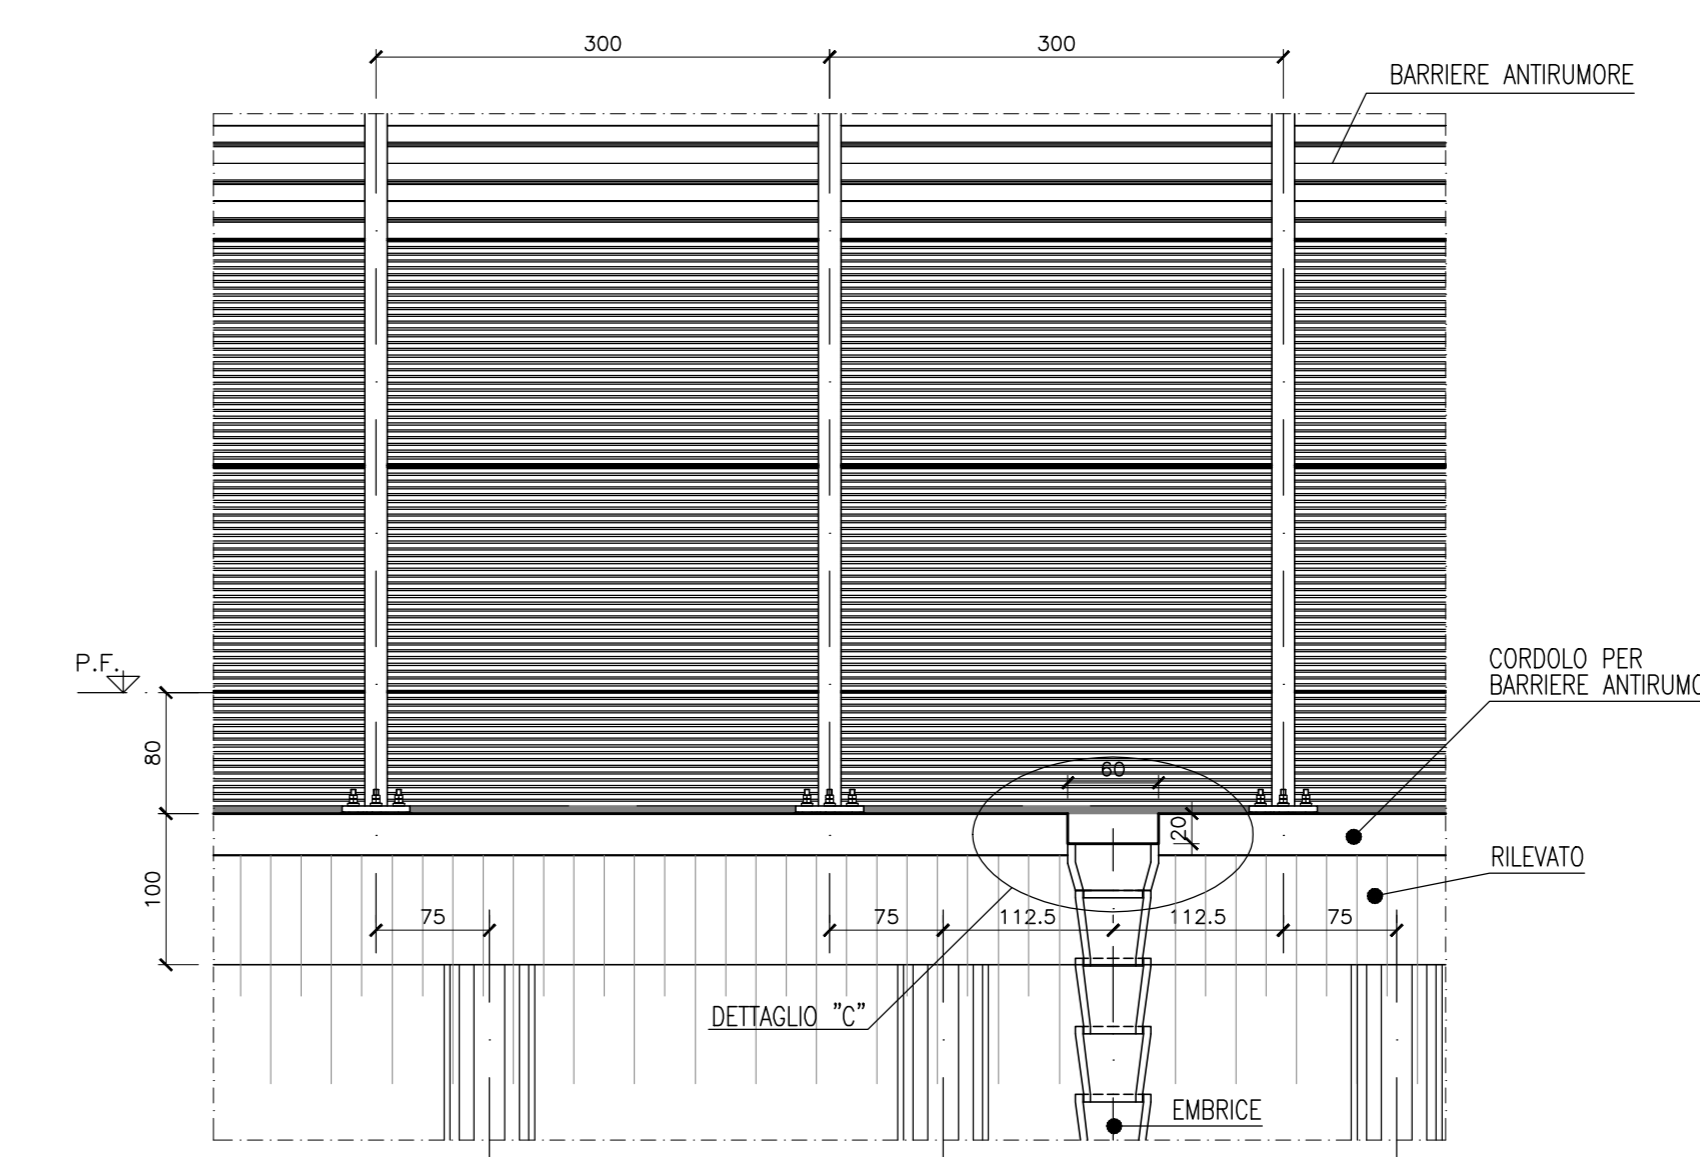 300
300
BARRIERE ANTIRUMORE
P.F.
CORDOLO PER
BARRIERE ANTIRUMO
80
60
20
RILEVATO
100
75
75
112.5
112.5
75
DETTAGLIO "C"
EMBRICE